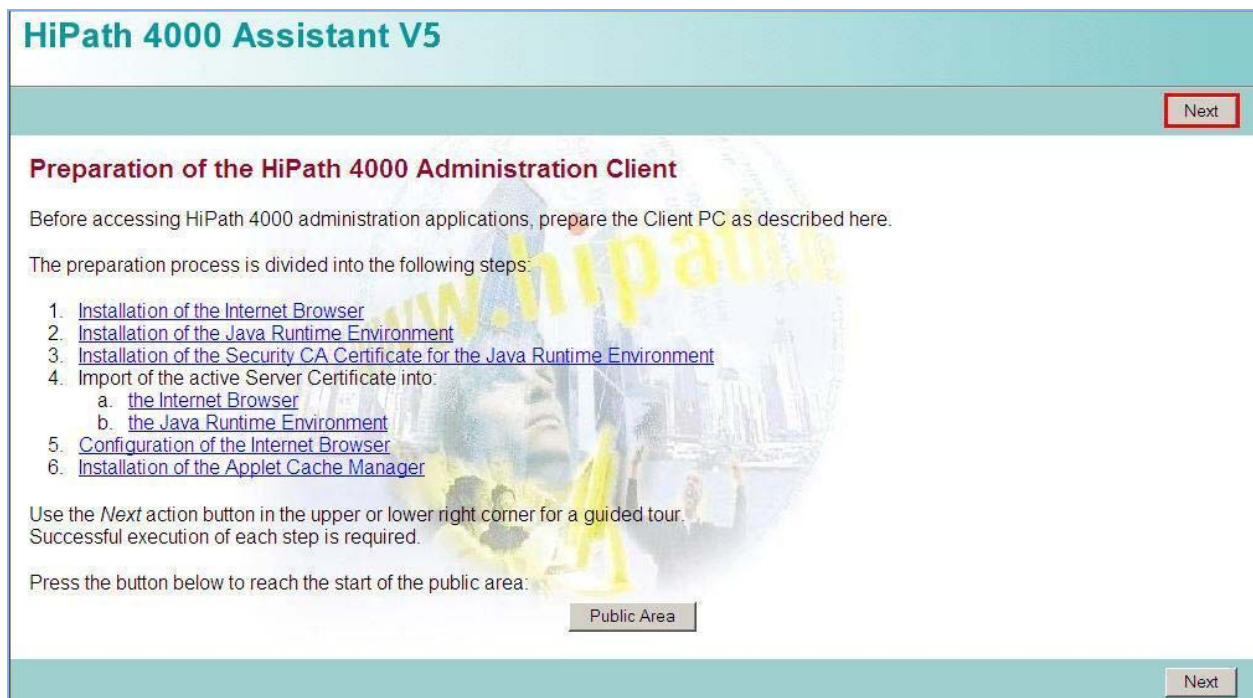 HiPath 4000 Assistant V5
Next
Preparation of the HiPath 4000 Administration Client
Before accessing HiPath 4000 administration applications, prepare the Client PC as described here.
The preparation process is divided into the following steps:
1. Installation of the Internet Browser
2. Installation of the Java Runtime Environment
3. Installation of the Security CA Certificate for the Java Runtime Environment
4. Import of the active Server Certificate into:
a. the Internet Browser
b. the Java Runtime Environment
5. Configuration of the Internet Browser
6. Installation of the Applet Cache Manager
Use the Next action button in the upper or lower right corner for a guided tour.
Successful execution of each step is required.
Press the button below to reach the start of the public area:
Public Area
Next